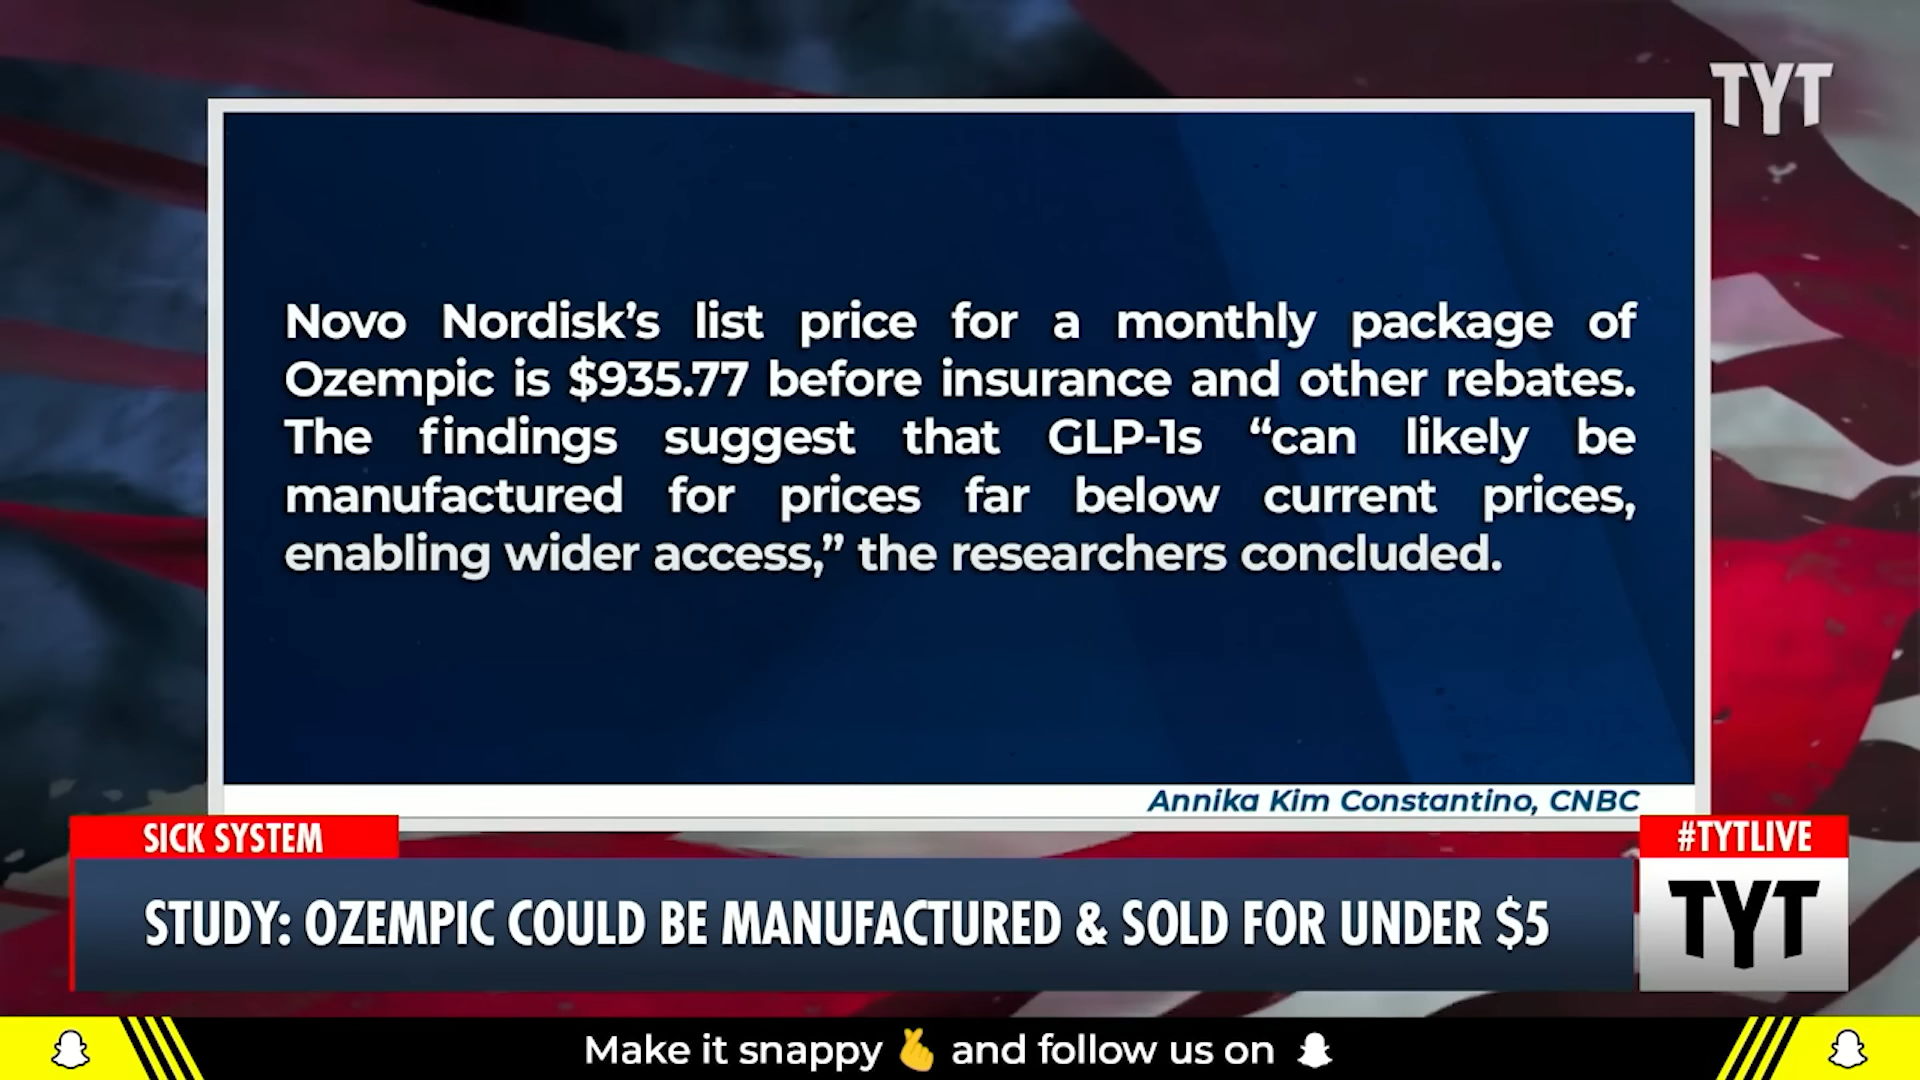 TYT
Novo Nordisk’s list price for a monthly package of
Ozempic is $935.77 before insurance and other rebates.
The findings suggest that GLP-1s “can likely be
manufactured for prices far below current prices,
enabling wider access,” the researchers concluded.
Annika Kim Constantino, CNBC
SICK SYSTEM
#TYTLIVE
STUDY: OZEMPIC COULD BE MANUFACTURED & SOLD FOR UNDER $5
TYT
Make it snappy 🫰 and follow us on